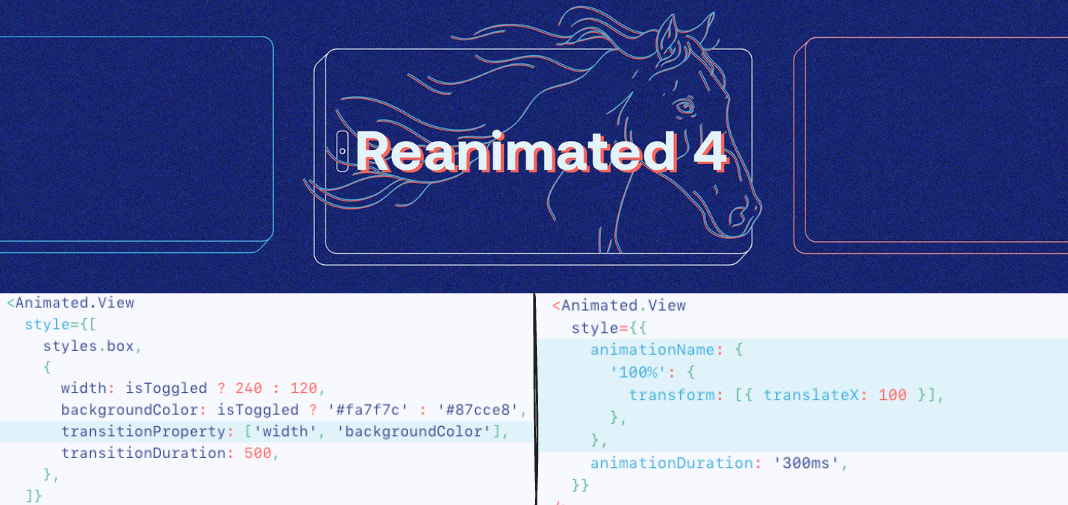 Reanimated 4
<Animated.View
style={[
styles.box,
{
width: isToggled ? 240 : 120,
backgroundColor: isToggled ? '#fa7f7c' : '#87cce8',
transitionProperty: ['width', 'backgroundColor'],
transitionDuration: 500,
},
]}
<Animated.View
style={{
animationName: {
'100%': {
transform: [{ translateX: 100 }],
},
},
animationDuration: '300ms',
}}